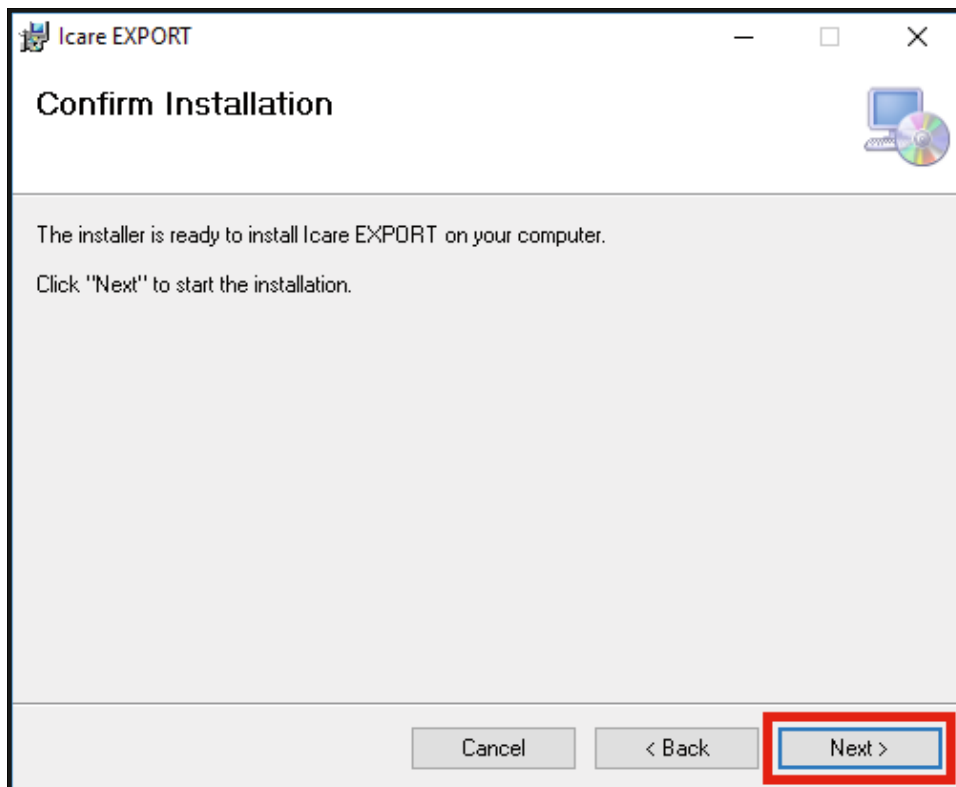 Icare EXPORT
Confirm Installation
The installer is ready to install Icare EXPORT on your computer.
Click "Next" to start the installation.
Cancel
< Back
Next >